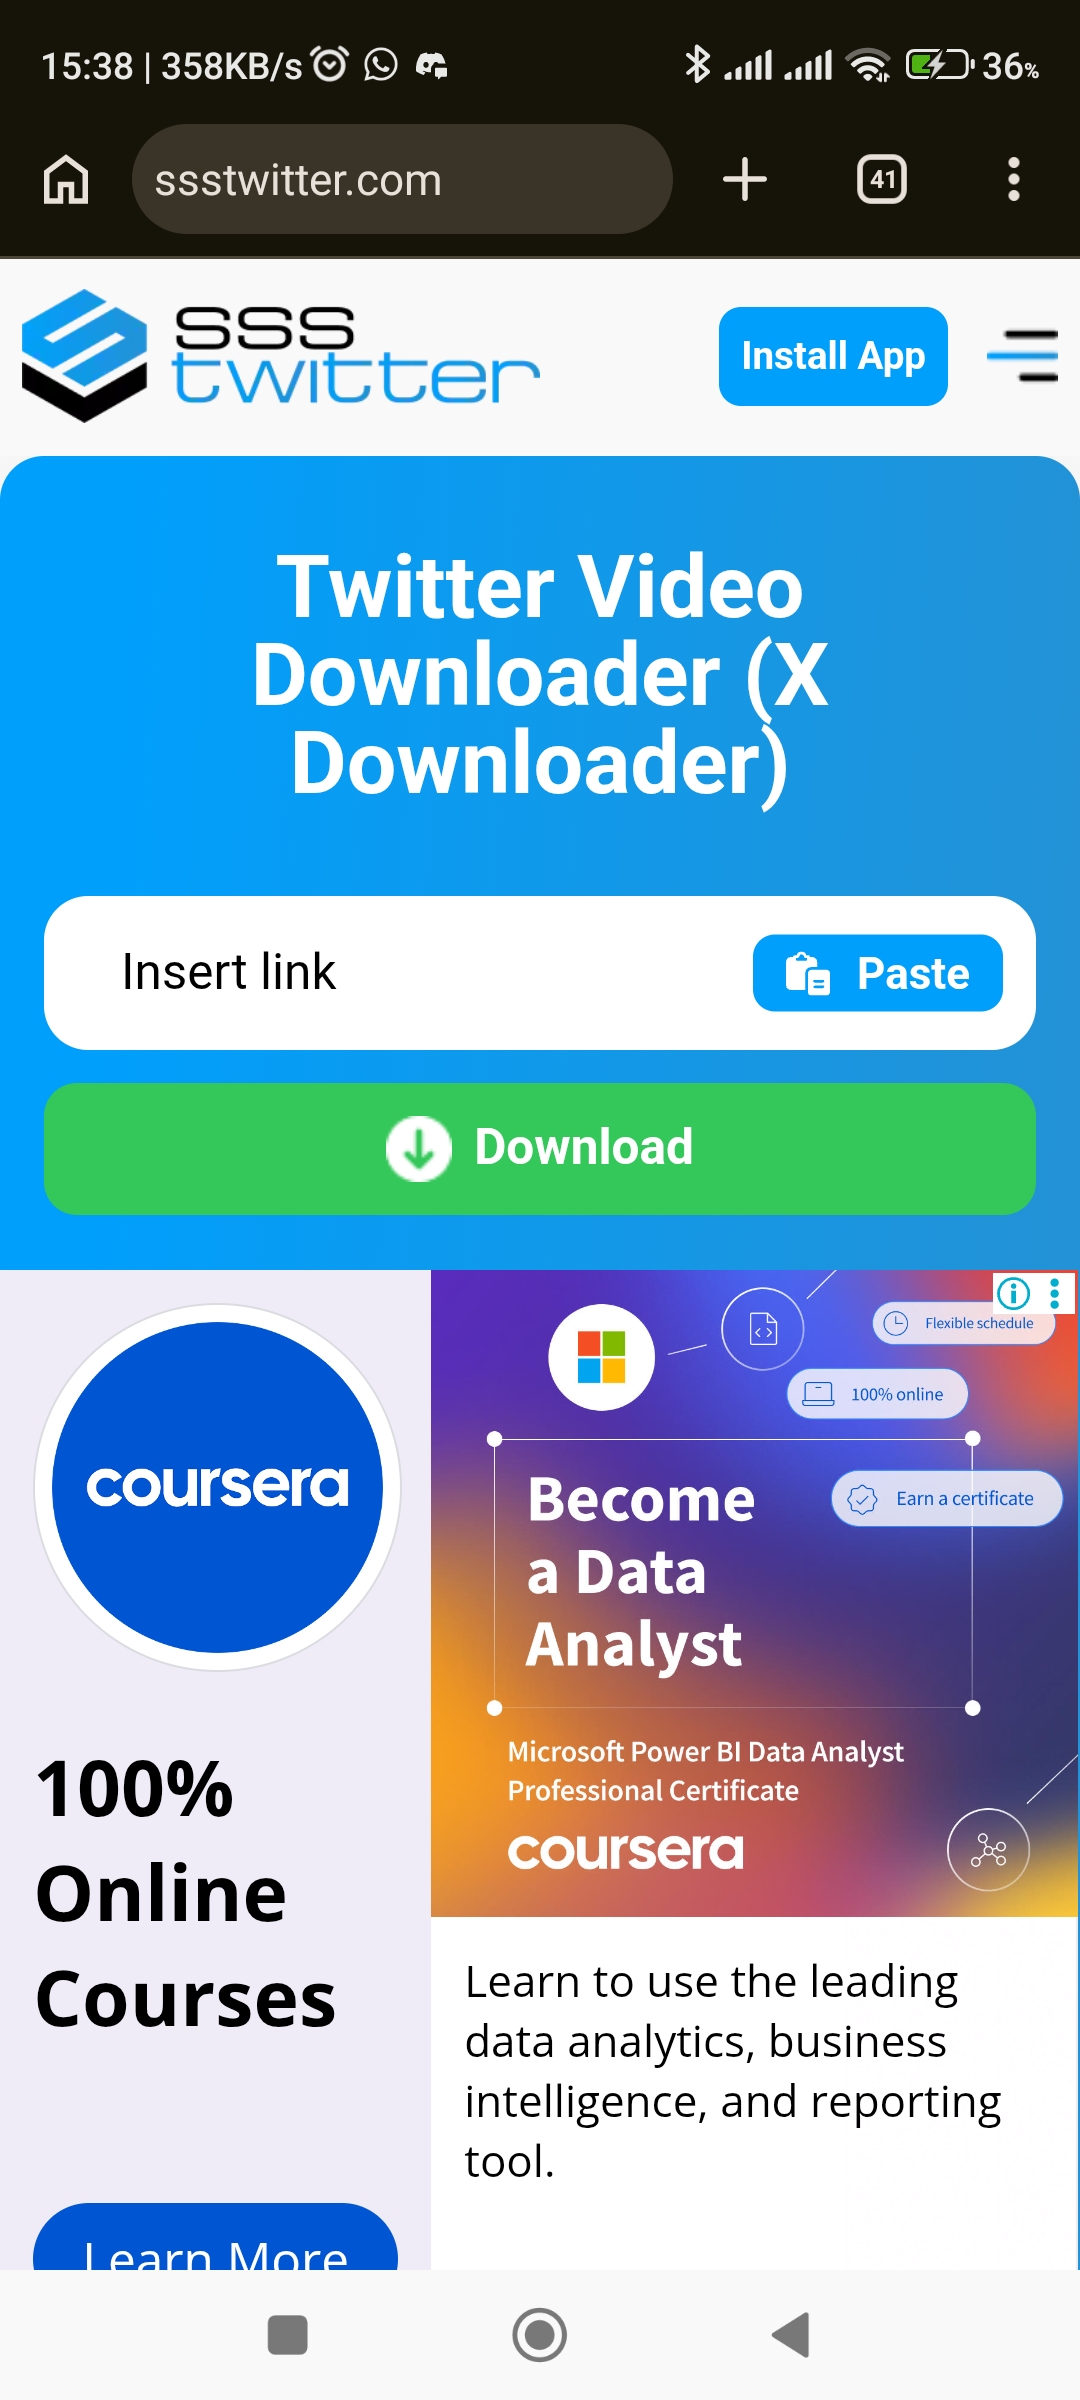 15:38 | 358KB/s
36%
ssstwitter.com
41
sss
twitter
Install App
Twitter Video
Downloader (X
Downloader)
Insert link
Paste
Download
coursera
100%
Online
Courses
Learn More
Flexible schedule
100% online
Earn a certificate
Become
a Data
Analyst
Microsoft Power BI Data Analyst
Professional Certificate
coursera
Learn to use the leading
data analytics, business
intelligence, and reporting
tool.